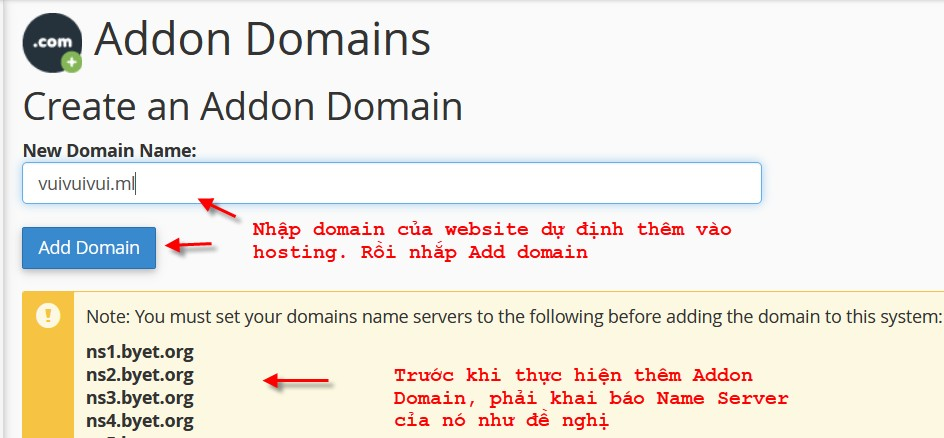 .com
Addon Domains
Create an Addon Domain
New Domain Name:
vuivuivui.ml
Nhập domain của website dự định thêm vào
hosting. Rồi nhắp Add domain
Add Domain
Note: You must set your domains name servers to the following before adding the domain to this system:
ns1.byet.org
ns2.byet.org
ns3.byet.org
ns4.byet.org
Trước khi thực hiện thêm Addon
Domain, phải khai báo Name Server
cỉa nó như đề nghị